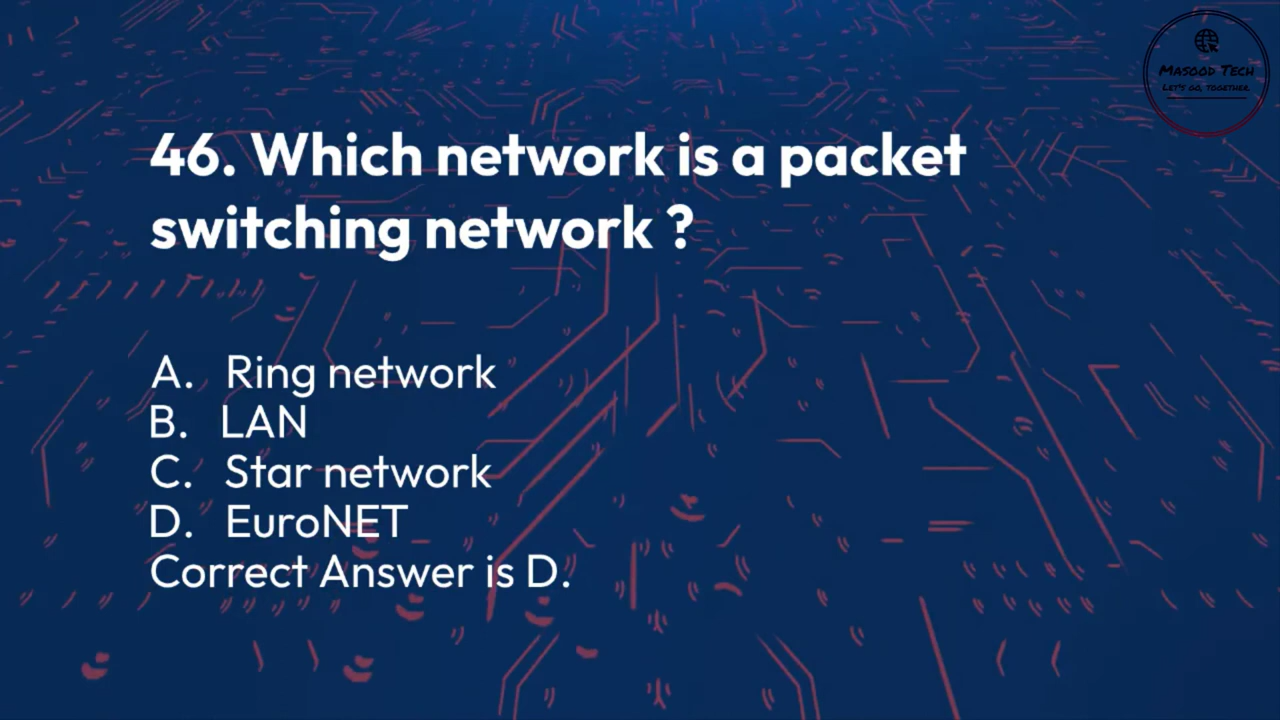 MASOOD TECH
LET'S GO, TOGETHER
46. Which network is a packet
switching network ?
A. Ring network
B. LAN
C. Star network
D. EuroNET
Correct Answer is D.